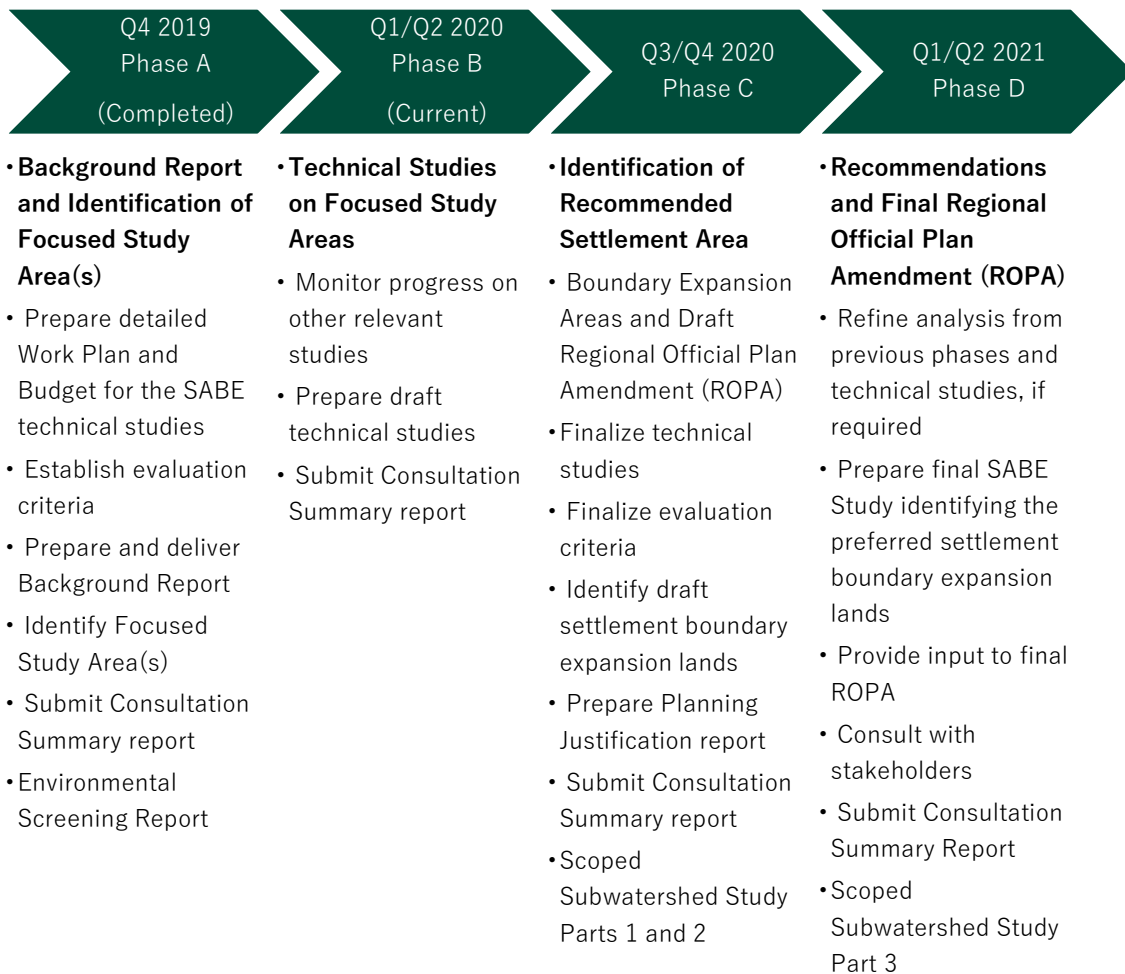 Q4 2019
Phase A
(Completed)
Q1/Q2 2020
Phase B
(Current)
Q3/Q4 2020
Phase C
Q1/Q2 2021
Phase D
•Background Report
and Identification of
Focused Study
Area(s)
• Prepare detailed
Work Plan and
Budget for the SABE
technical studies
• Establish evaluation
criteria
• Prepare and deliver
Background Report
• Identify Focused
Study Area(s)
• Submit Consultation
Summary report
•Environmental
Screening Report
•Technical Studies
on Focused Study
Areas
• Monitor progress on
other relevant
studies
• Prepare draft
technical studies
• Submit Consultation
Summary report
•Identification of
Recommended
Settlement Area
• Boundary Expansion
Areas and Draft
Regional Official Plan
Amendment (ROPA)
•Finalize technical
studies
• Finalize evaluation
criteria
• Identify draft
settlement boundary
expansion lands
• Prepare Planning
Justification report
• Submit Consultation
Summary report
•Scoped
Subwatershed Study
Parts 1 and 2
•Recommendations
and Final Regional
Official Plan
Amendment (ROPA)
• Refine analysis from
previous phases and
technical studies, if
required
• Prepare final SABE
Study identifying the
preferred settlement
boundary expansion
lands
• Provide input to final
ROPA
• Consult with
stakeholders
• Submit Consultation
Summary Report
•Scoped
Subwatershed Study
Part 3